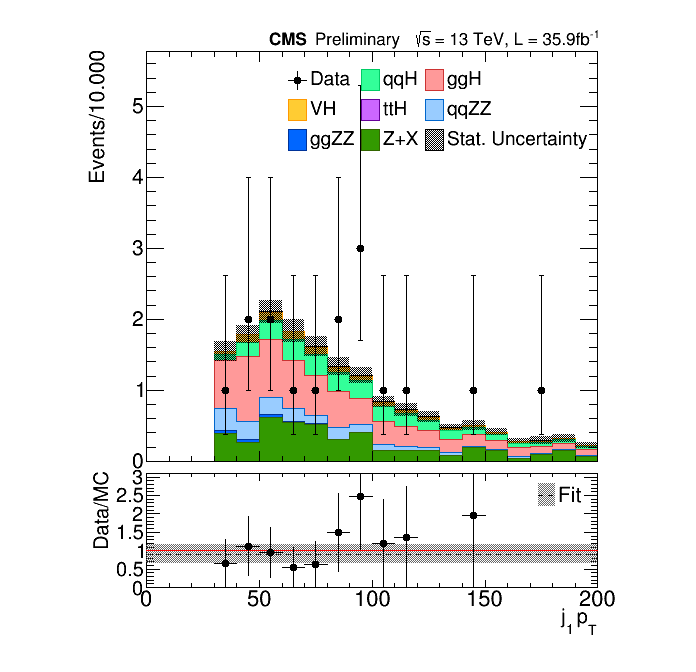 CMS Preliminary √s = 13 TeV, L = 35.9fb⁻¹
Events/10.000
Data qqH ggH
VH ttH qqZZ
ggZZ Z+X Stat. Uncertainty
5
4
3
2
1
0
Data/MC
Fit
3
2.5
2
1.5
1
0.5
0
0 50 100 150 200
j₁p_T